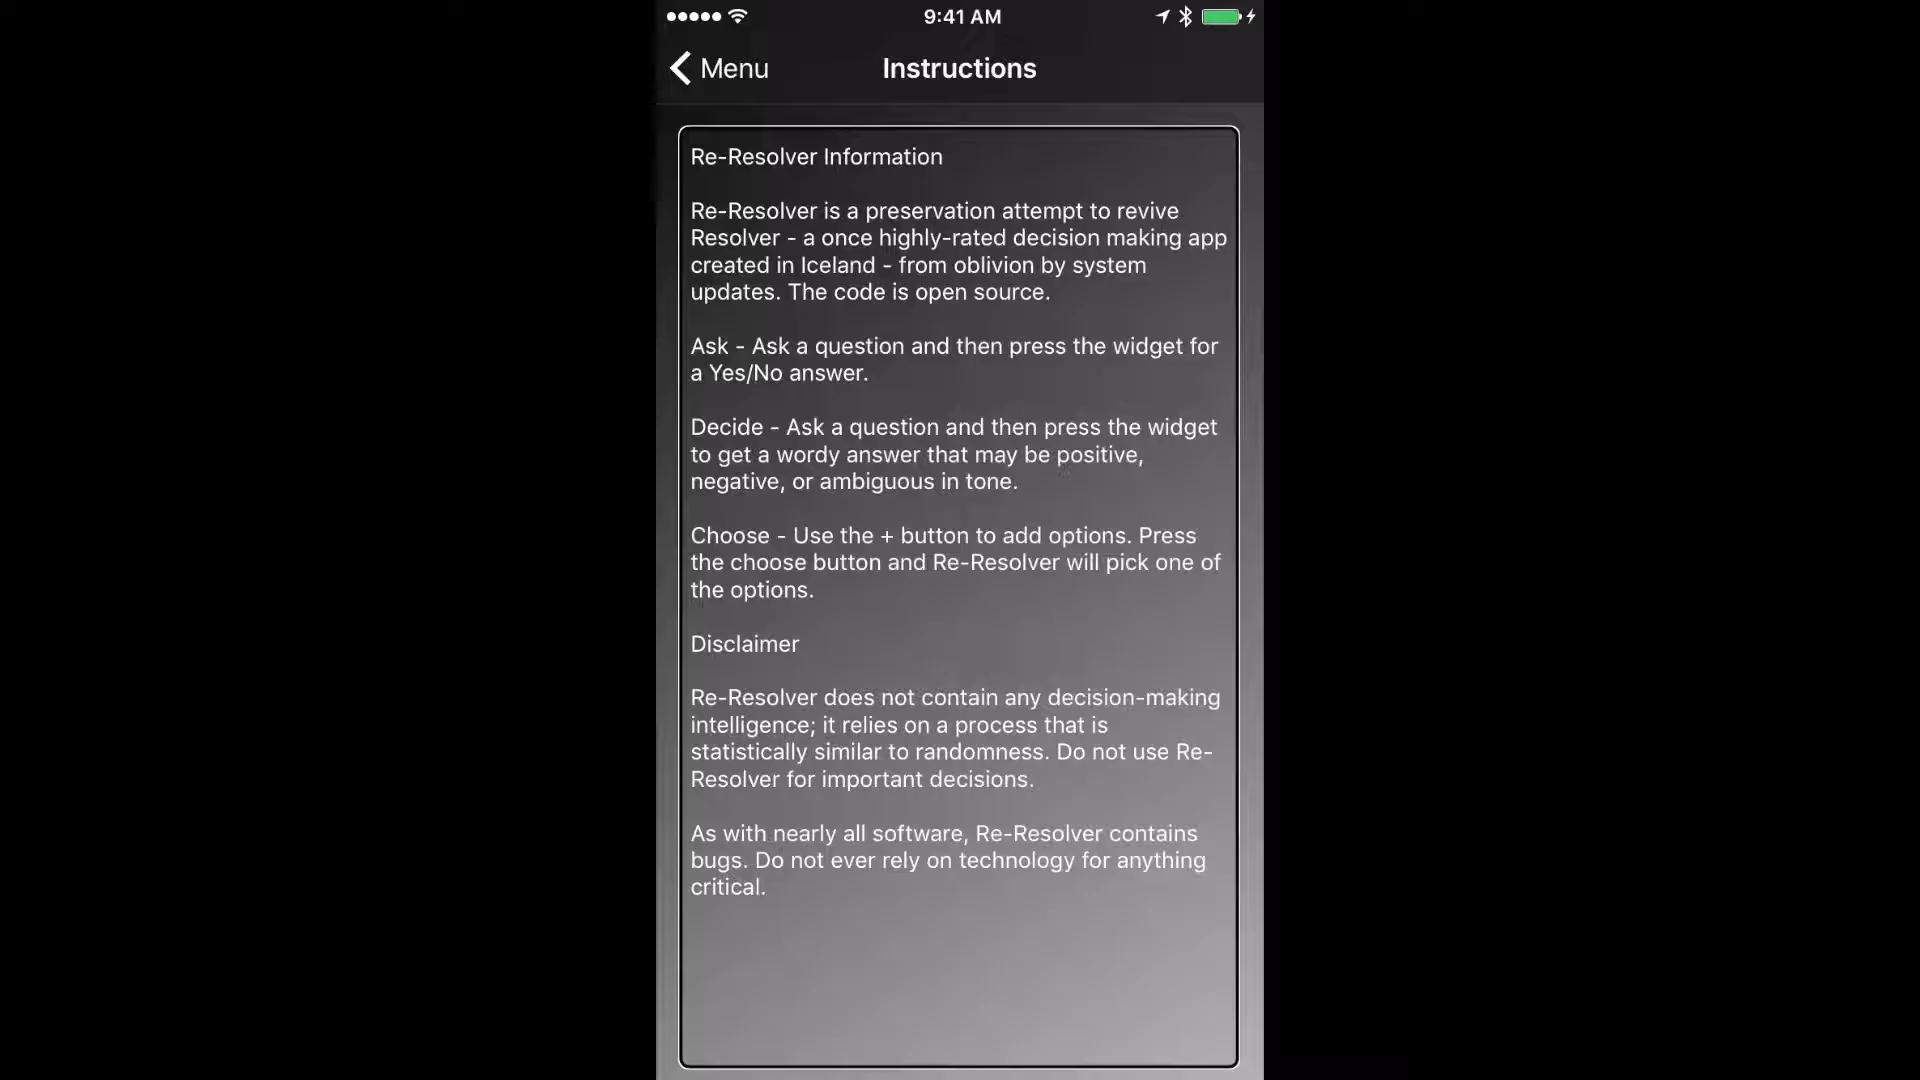 9:41 AM
Menu
Instructions
Re-Resolver Information
Re-Resolver is a preservation attempt to revive
Resolver - a once highly-rated decision making app
created in Iceland - from oblivion by system
updates. The code is open source.
Ask - Ask a question and then press the widget for
a Yes/No answer.
Decide - Ask a question and then press the widget
to get a wordy answer that may be positive,
negative, or ambiguous in tone.
Choose - Use the + button to add options. Press
the choose button and Re-Resolver will pick one of
the options.
Disclaimer
Re-Resolver does not contain any decision-making
intelligence; it relies on a process that is
statistically similar to randomness. Do not use Re-
Resolver for important decisions.
As with nearly all software, Re-Resolver contains
bugs. Do not ever rely on technology for anything
critical.